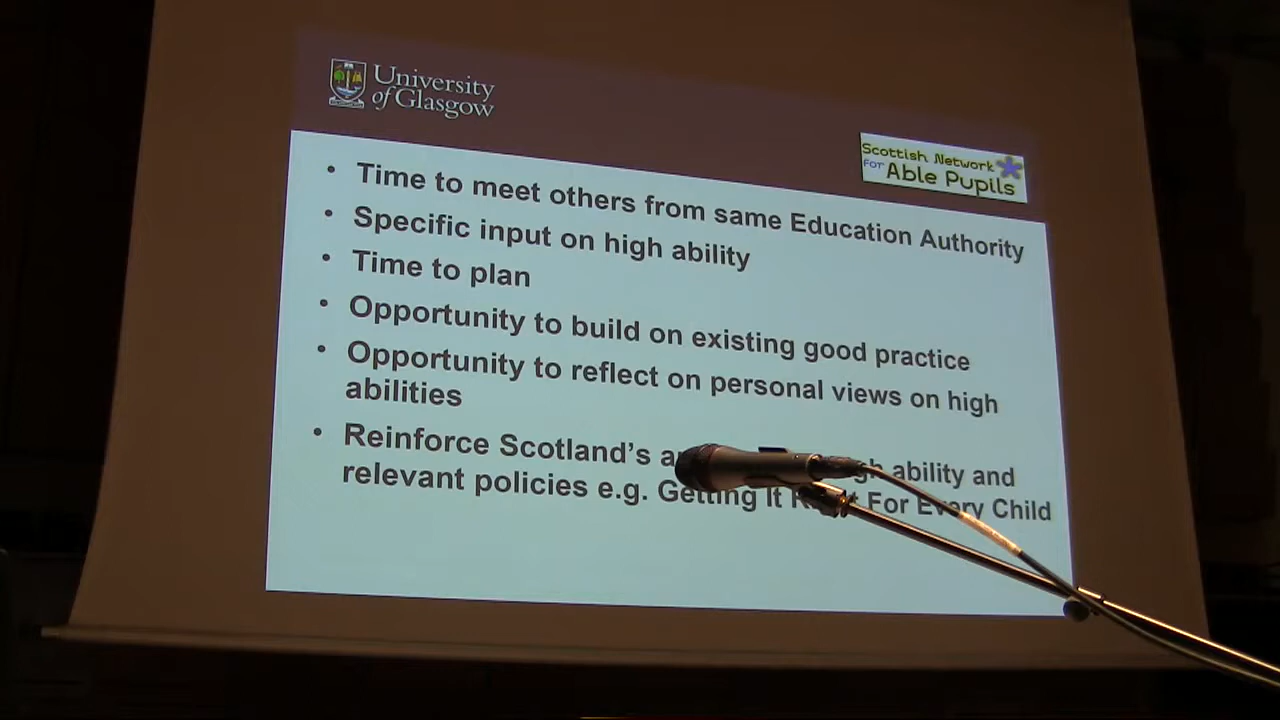 University
of Glasgow
Scottish Network
For Able Pupils
• Time to meet others from same Education Authority
• Specific input on high ability
• Time to plan
• Opportunity to build on existing good practice
• Opportunity to reflect on personal views on high
abilities
• Reinforce Scotland's ability and
relevant policies e.g. Getting It For Every Child